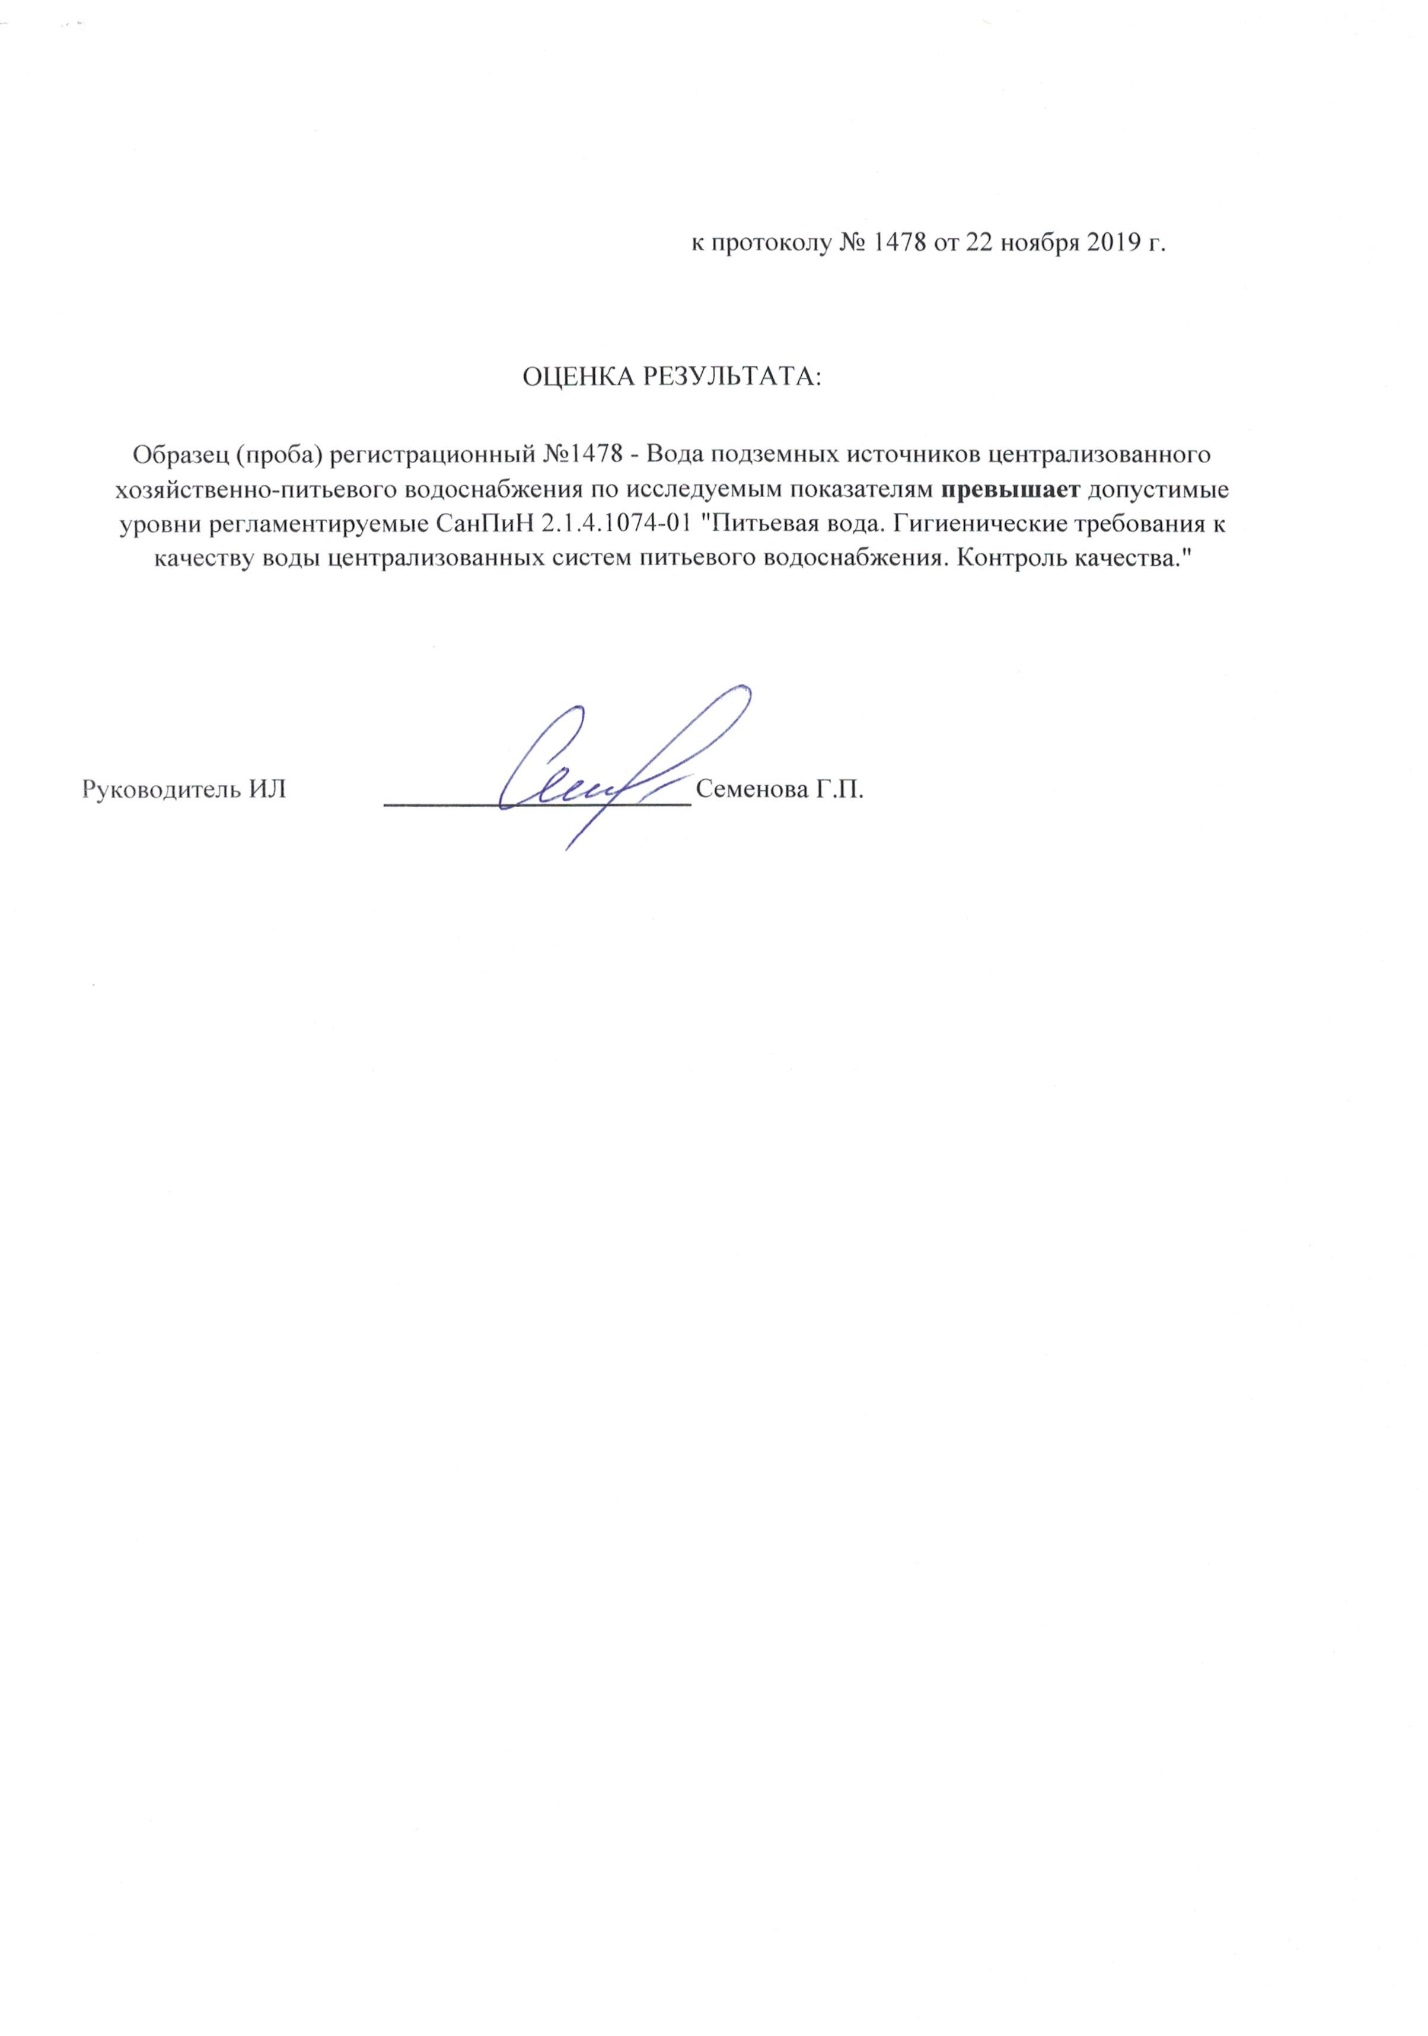 к протоколу № 1478 от 22 ноября 2019 г.
ОЦЕНКА РЕЗУЛЬТАТА:
Образец (проба) регистрационный №1478 - Вода подземных источников централизованного
хозяйственно-питьевого водоснабжения по исследуемым показателям превышает допустимые
уровни регламентируемые СанПиН 2.1.4.1074-01 "Питьевая вода. Гигиенические требования к
качеству воды централизованных систем питьевого водоснабжения. Контроль качества."
Руководитель ИЛ Семенова Г.П.